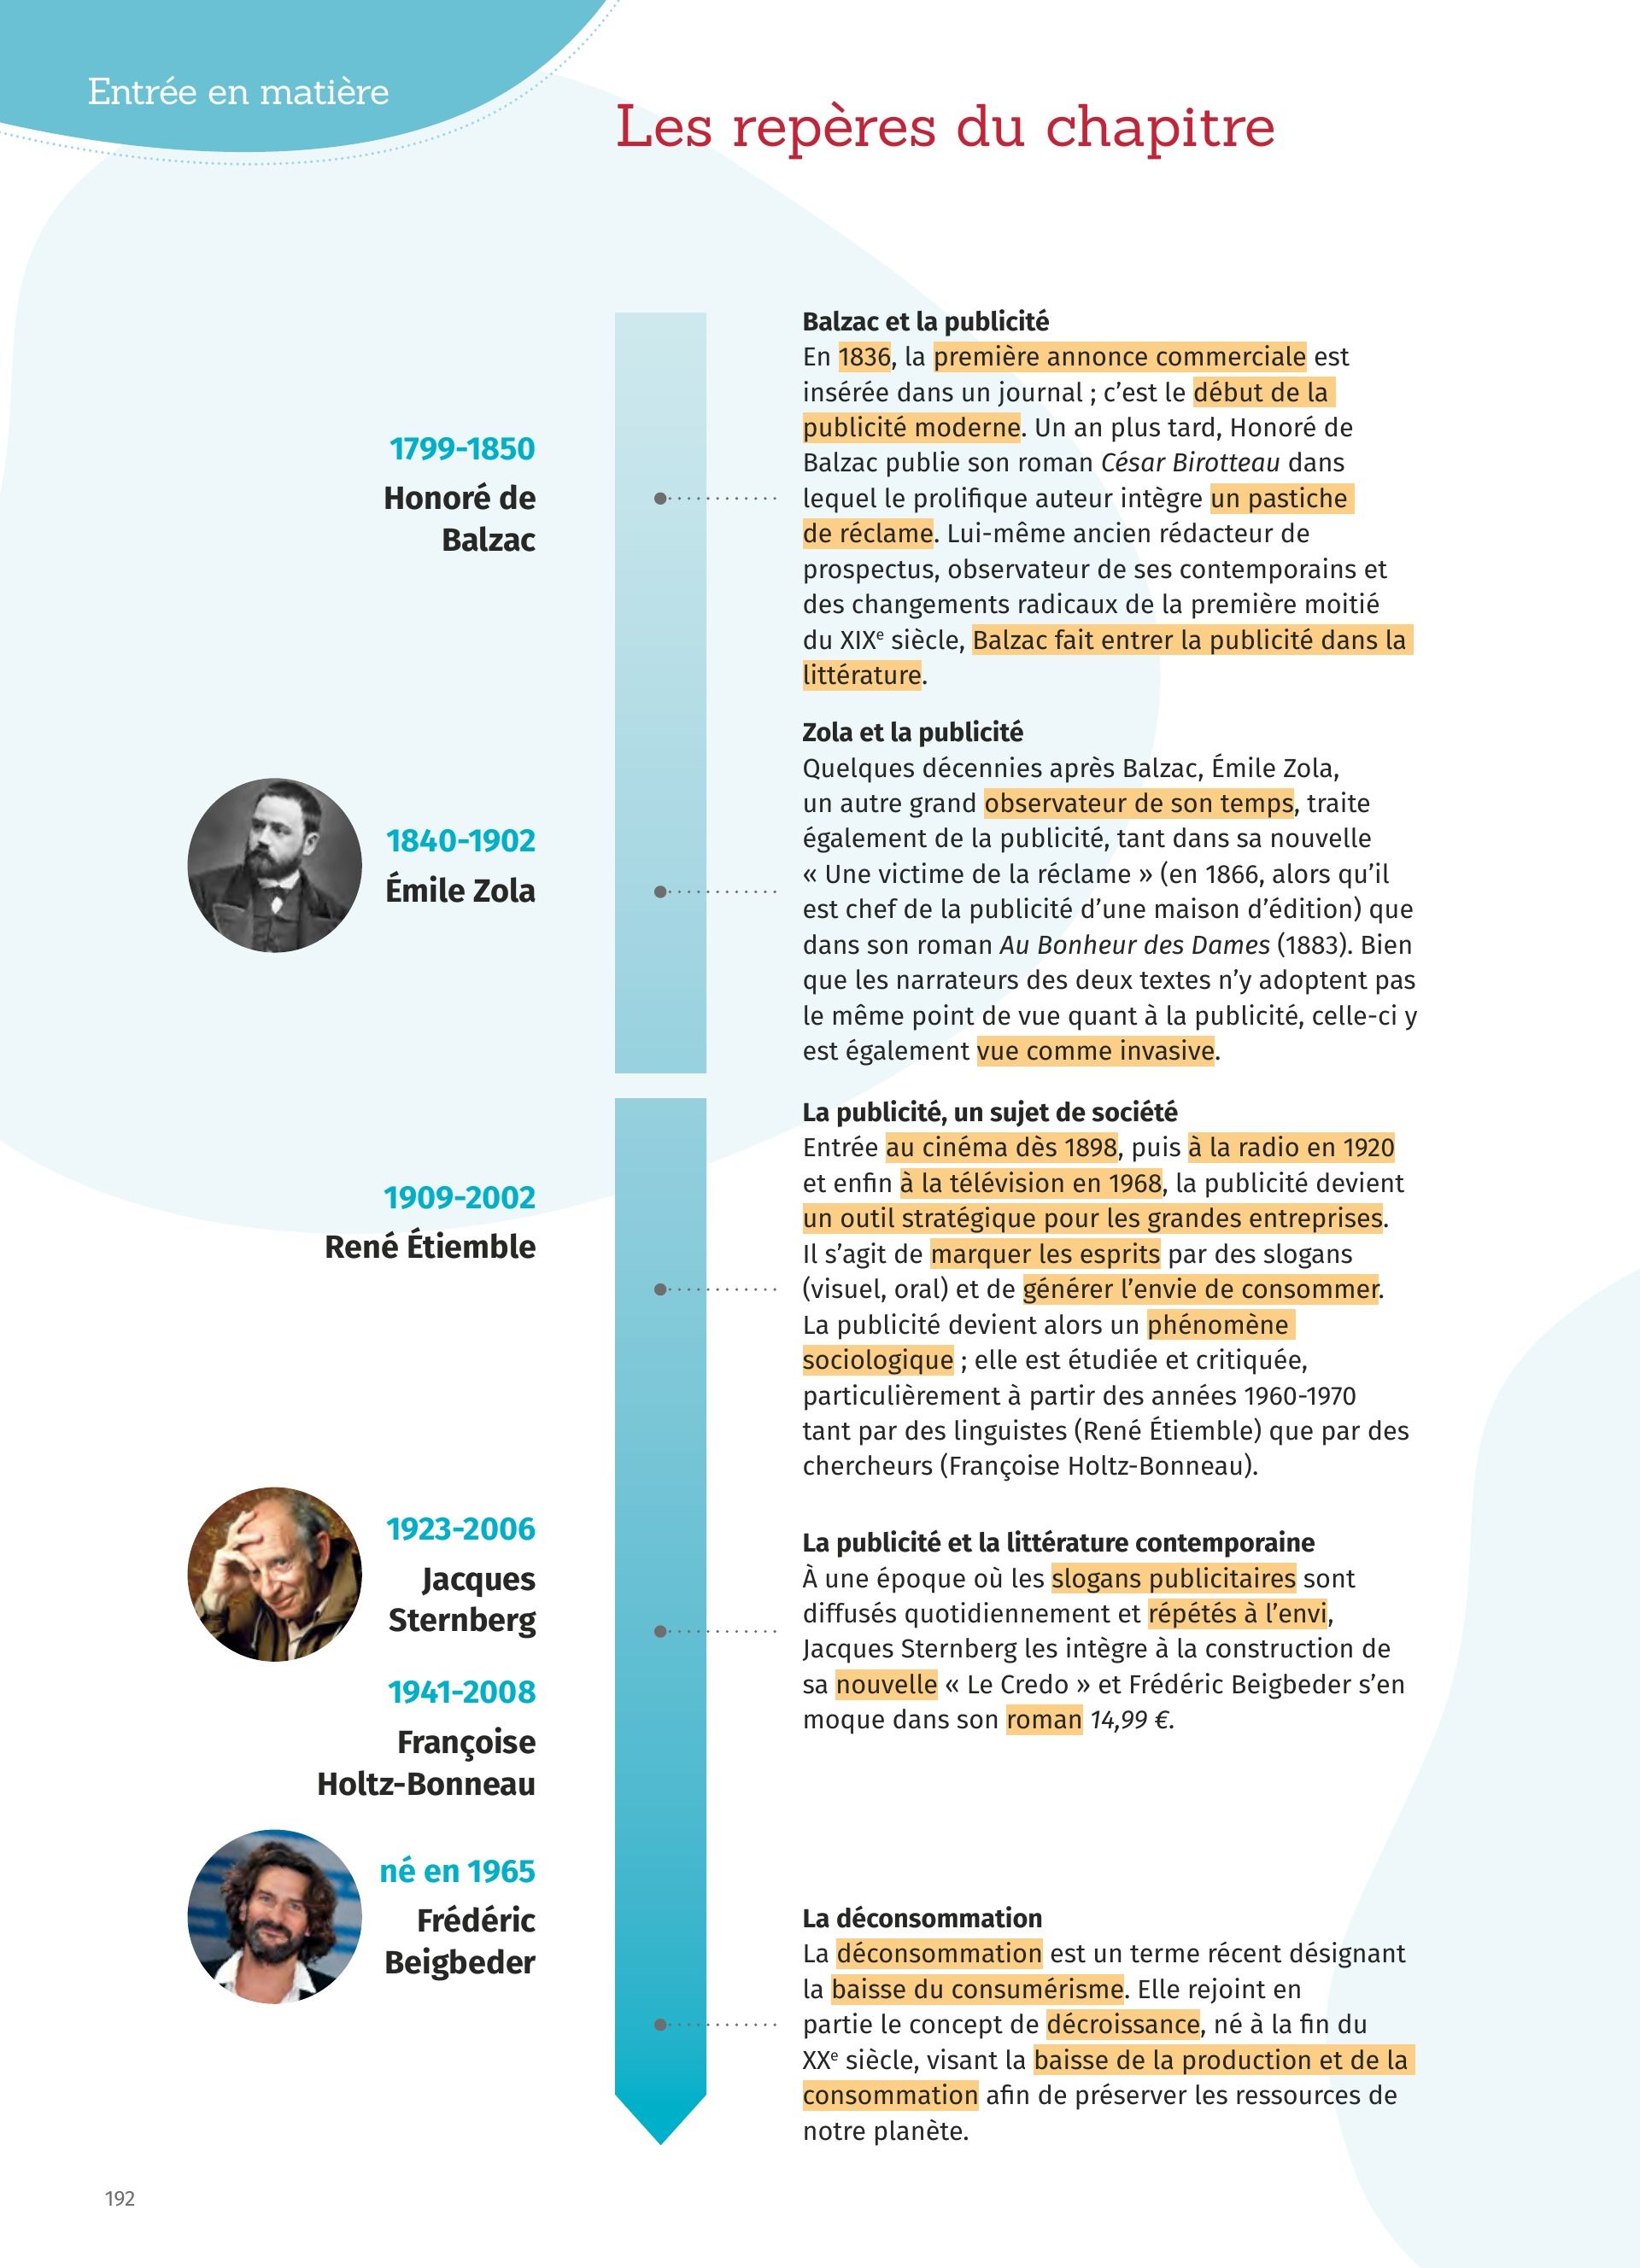 Entrée en matière
Les repères du chapitre
1799-1850
Honoré de
Balzac
Balzac et la publicité
En 1836, la première annonce commerciale est
insérée dans un journal ; c’est le début de la
publicité moderne. Un an plus tard, Honoré de
Balzac publie son roman César Birotteau dans
lequel le prolifique auteur intègre un pastiche
de réclame. Lui-même ancien rédacteur de
prospectus, observateur de ses contemporains et
des changements radicaux de la première moitié
du XIXe siècle, Balzac fait entrer la publicité dans la
littérature.
1840-1902
Émile Zola
Zola et la publicité
Quelques décennies après Balzac, Émile Zola,
un autre grand observateur de son temps, traite
également de la publicité, tant dans sa nouvelle
« Une victime de la réclame » (en 1866, alors qu’il
est chef de la publicité d’une maison d’édition) que
dans son roman Au Bonheur des Dames (1883). Bien
que les narrateurs des deux textes n’y adoptent pas
le même point de vue quant à la publicité, celle-ci y
est également vue comme invasive.
1909-2002
René Étiemble
La publicité, un sujet de société
Entrée au cinéma dès 1898, puis à la radio en 1920
et enfin à la télévision en 1968, la publicité devient
un outil stratégique pour les grandes entreprises.
Il s’agit de marquer les esprits par des slogans
(visuel, oral) et de générer l’envie de consommer.
La publicité devient alors un phénomène
sociologique ; elle est étudiée et critiquée,
particulièrement à partir des années 1960-1970
tant par des linguistes (René Étiemble) que par des
chercheurs (Françoise Holtz-Bonneau).
1923-2006
Jacques
Sternberg
1941-2008
Françoise
Holtz-Bonneau
La publicité et la littérature contemporaine
À une époque où les slogans publicitaires sont
diffusés quotidiennement et répétés à l’envi,
Jacques Sternberg les intègre à la construction de
sa nouvelle « Le Credo » et Frédéric Beigbeder s’en
moque dans son roman 14,99 €.
né en 1965
Frédéric
Beigbeder
La déconsommation
La déconsommation est un terme récent désignant
la baisse du consumérisme. Elle rejoint en
partie le concept de décroissance, né à la fin du
XXe siècle, visant la baisse de la production et de la
consommation afin de préserver les ressources de
notre planète.
192